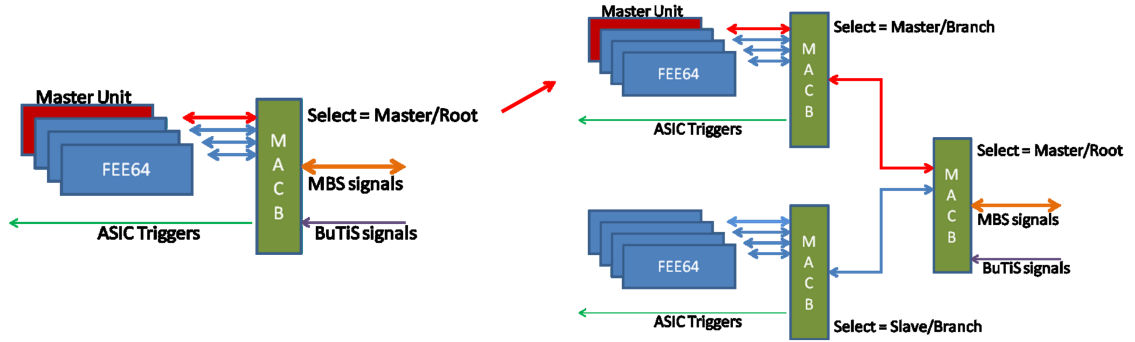 Master Unit
FEE64
M
A
C
B
Select = Master/Root
MBS signals
BuTiS signals
ASIC Triggers
Master Unit
FEE64
M
A
C
B
Select = Master/Branch
ASIC Triggers
Select = Master/Root
M
A
C
B
MBS signals
BuTiS signals
FEE64
M
A
C
B
ASIC Triggers
Select = Slave/Branch